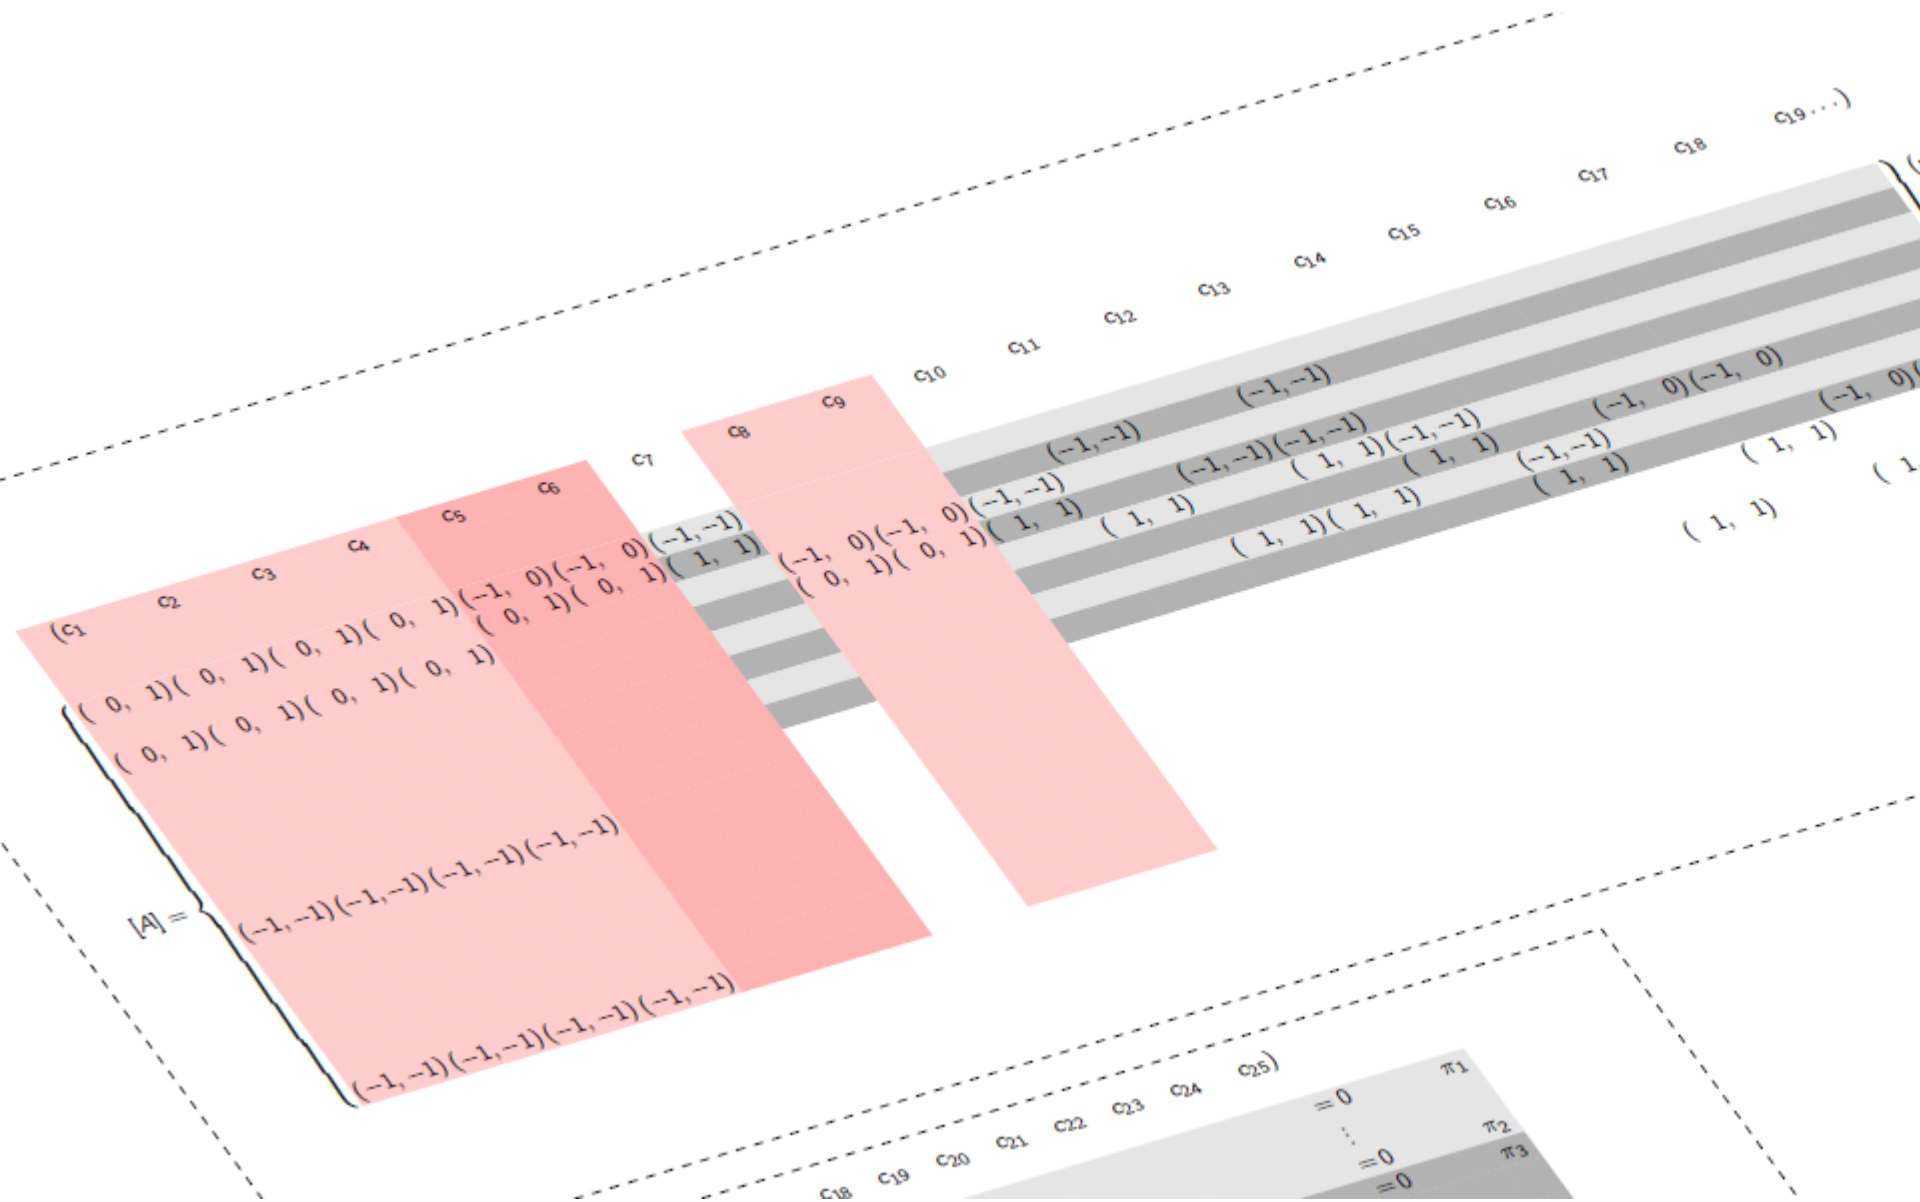 (c1 c2 c3 c4 c5 c6 c7 c8 c9 c10 c11 c12 c13 c14 c15 c16 c17 c18 c19...)
( 0, 1)( 0, 1)( 0, 1)( 0, 1)(−1, 0)(−1, 0)(−1,−1)
( 0, 1)( 0, 1)( 1, 1) (−1,−1) (−1,−1)
( 0, 1)( 0, 1)( 0, 1)( 0, 1) (−1, 0)(−1, 0)(−1,−1)
( 0, 1)( 0, 1)( 1, 1) (−1,−1)(−1,−1)
( 1, 1) ( 1, 1)(−1,−1)
( 1, 1) (−1, 0)(−1, 0)
( 1, 1)( 1, 1) (−1,−1)
( 1, 1) (−1, 0)(
( 1, 1)
[A] =
(−1,−1)(−1,−1)(−1,−1)(−1,−1)
( 1, 1) ( 1,
(−1,−1)(−1,−1)(−1,−1)(−1,−1)
c18 c19 c20 c21 c22 c23 c24 c25)
=0 π1
⋮
=0 π2
=0 π3